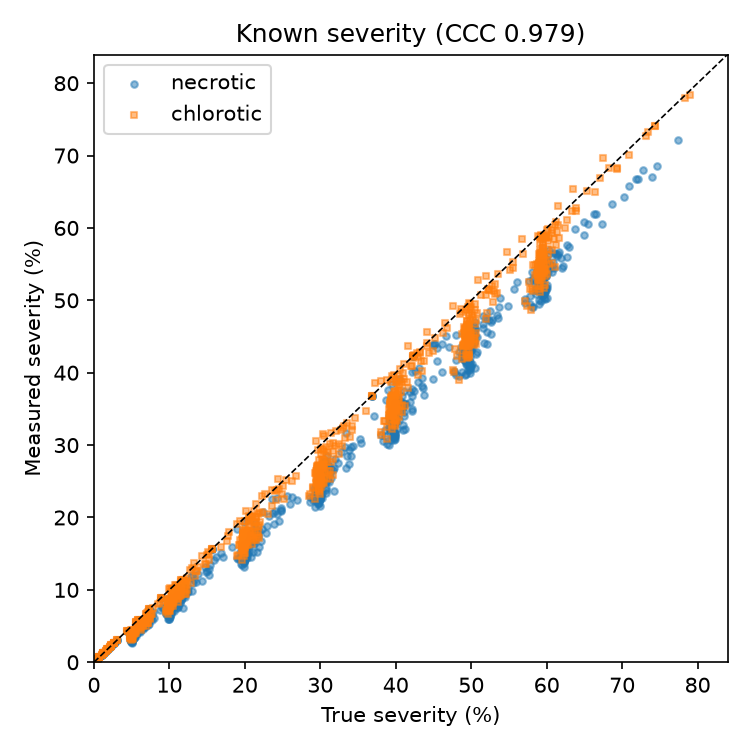 Known severity (CCC 0.979)
necrotic
chlorotic
Measured severity (%)
80
70
60
50
40
30
20
10
0
0 10 20 30 40 50 60 70 80
True severity (%)